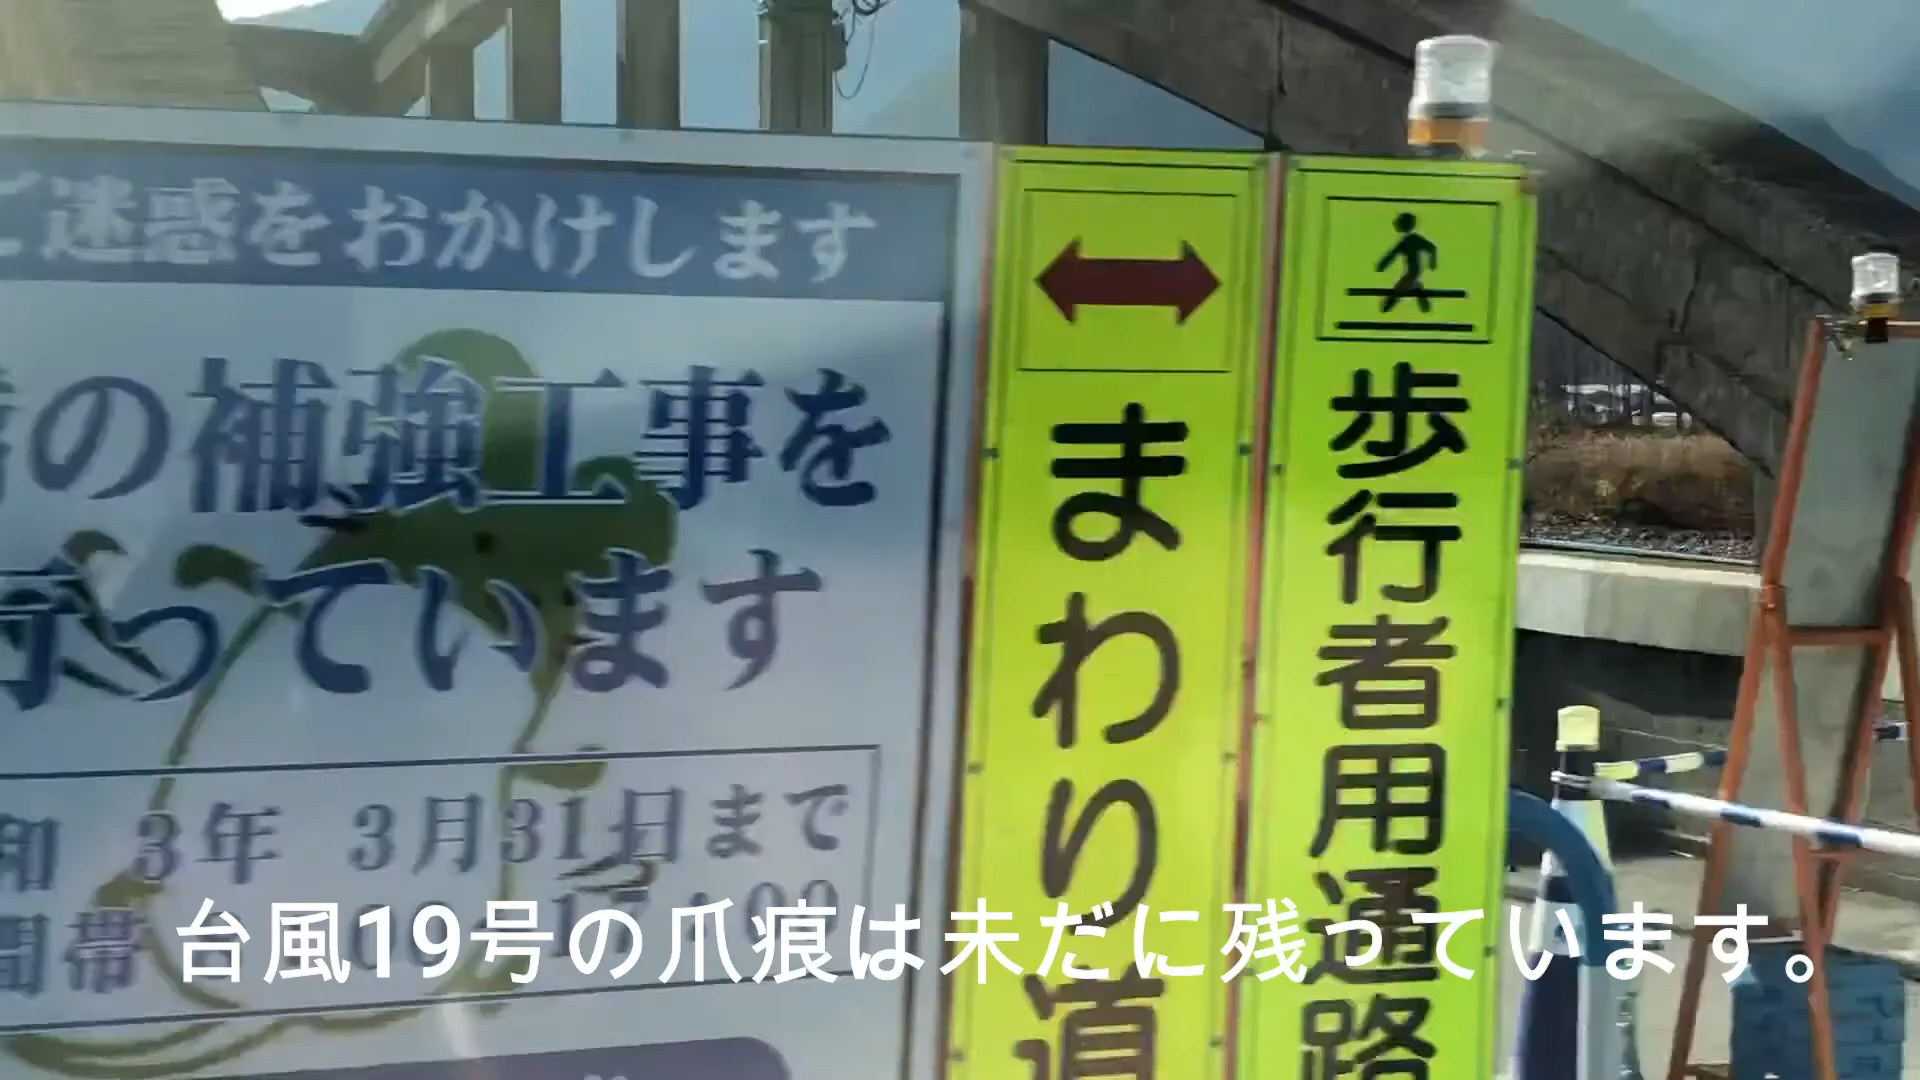 ご迷惑をおかけします
の補強工事を
行っています
和 3年 3月31日まで
間帯
まわり道
歩行者用通路
台風19号の爪痕は未だに残っています。